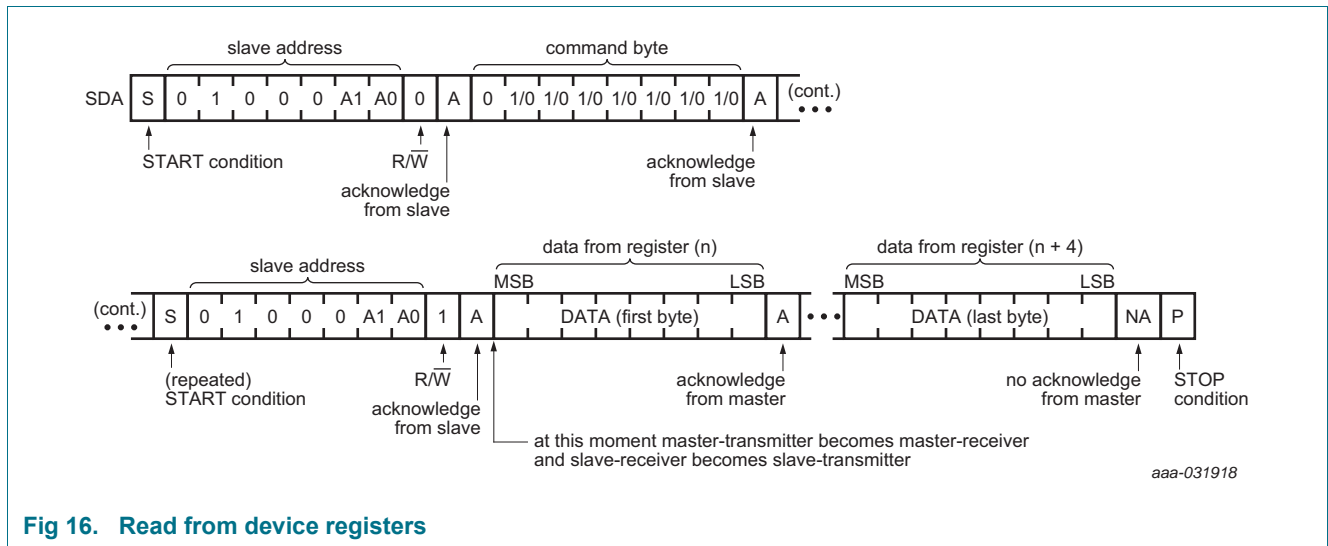 slave address command byte
SDA S 0 1 0 0 0 A1 A0 0 A 0 1/0 1/0 1/0 1/0 1/0 1/0 1/0 A (cont.)
START condition R/W̅ acknowledge from slave
acknowledge
from slave
data from register (n) data from register (n + 4)
slave address
MSB LSB MSB LSB
(cont.) S 0 1 0 0 0 A1 A0 1 A DATA (first byte) A DATA (last byte) NA P
(repeated)
START condition
R/W̅
acknowledge
from slave
acknowledge
from master
no acknowledge
from master
STOP
condition
at this moment master-transmitter becomes master-receiver
and slave-receiver becomes slave-transmitter
aaa-031918
Fig 16. Read from device registers